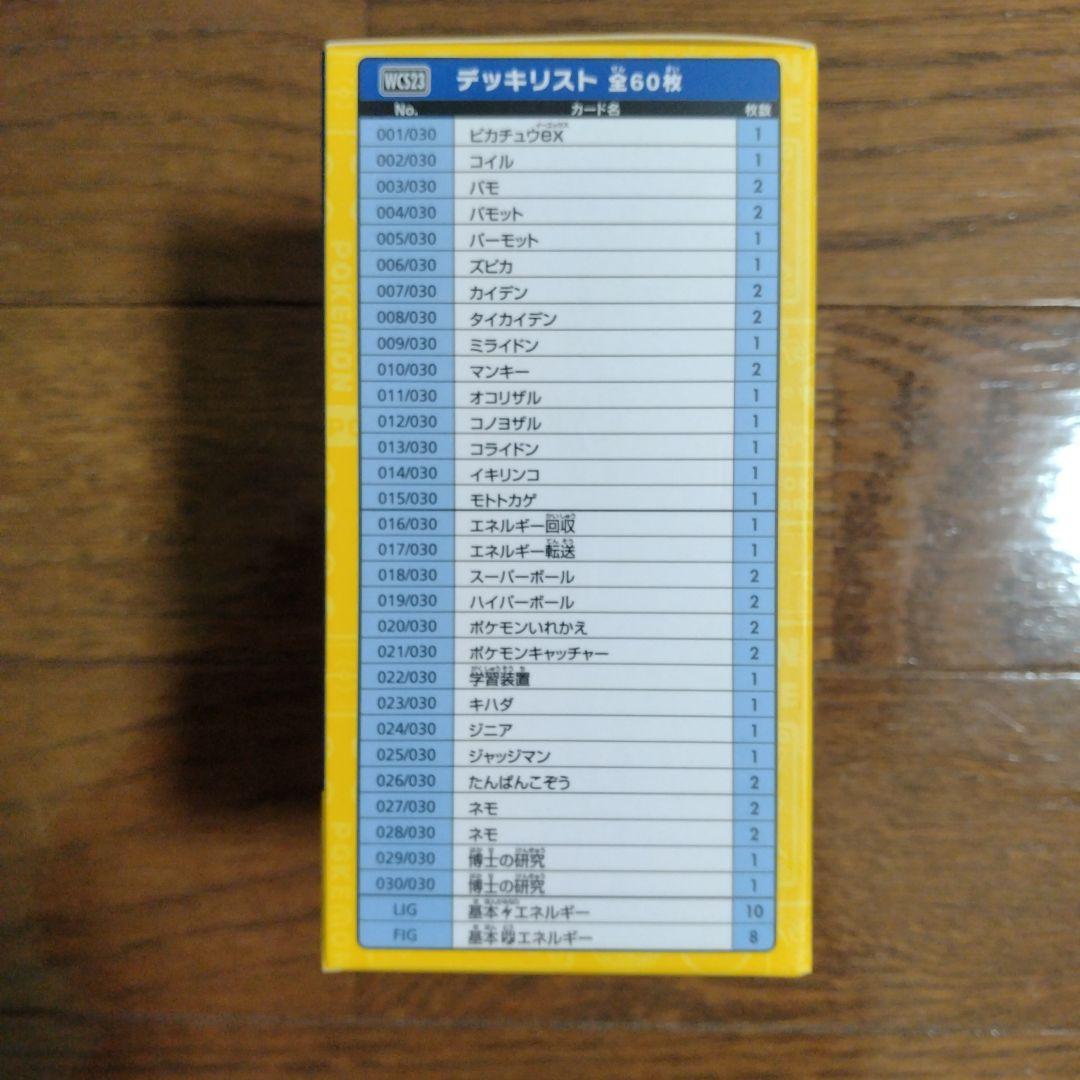 WCS23 デッキリスト 全60枚
No. カード名 枚数
001/030 ピカチュウex 1
002/030 コイル 1
003/030 パモ 2
004/030 パモット 2
005/030 パーモット 1
006/030 ズピカ 1
007/030 カイデン 2
008/030 タイカイデン 2
009/030 ミライドン 1
010/030 マンキー 2
011/030 オコリザル 1
012/030 コノヨザル 1
013/030 コライドン 1
014/030 イキリンコ 1
015/030 モトトカゲ 1
016/030 エネルギー回収 1
017/030 エネルギー転送 1
018/030 スーパーボール 2
019/030 ハイパーボール 2
020/030 ポケモンいれかえ 2
021/030 ポケモンキャッチャー 2
022/030 学習装置 1
023/030 キハダ 1
024/030 ジニア 1
025/030 ジャッジマン 1
026/030 たんぱんこぞう 2
027/030 ネモ 2
028/030 ネモ 2
029/030 博士の研究 1
030/030 博士の研究 1
LIG 基本エネルギー 10
FIG 基本エネルギー 8
POKÉMON
POKÉMO